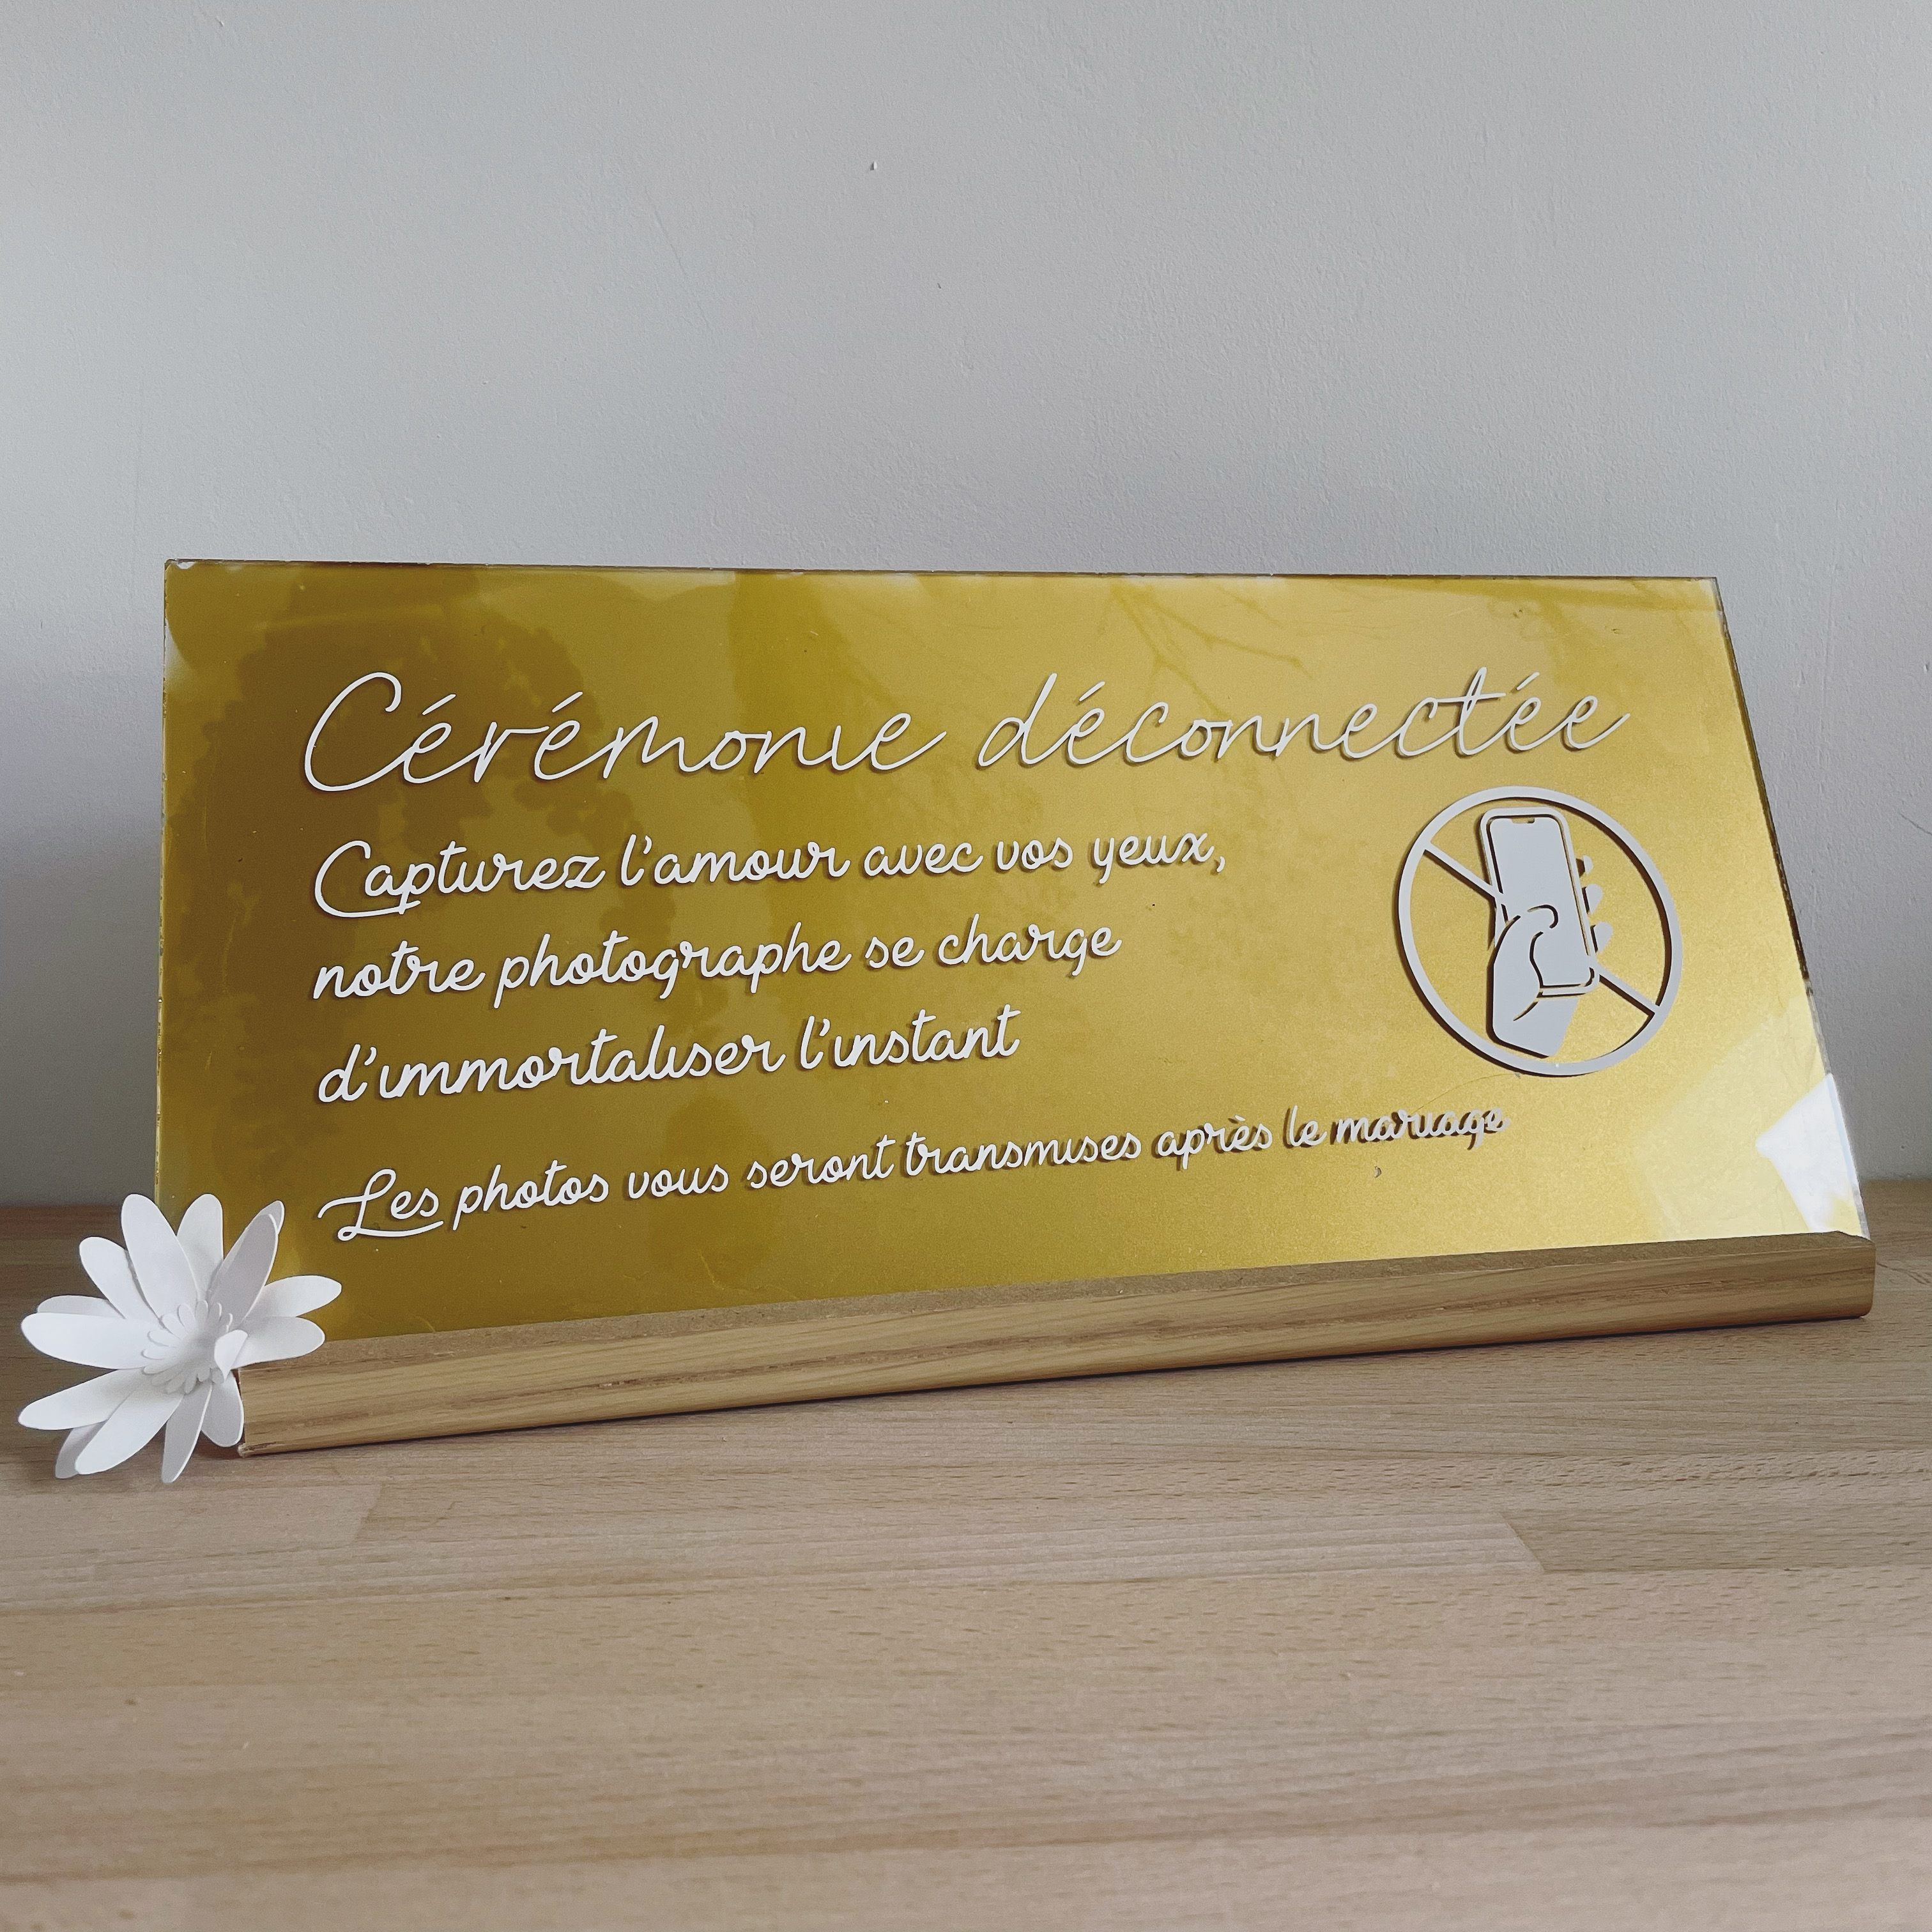 Cérémonie déconnectée
Capturez l'amour avec vos yeux,
notre photographe se charge
d'immortaliser l'instant
Les photos vous seront transmises après le mariage